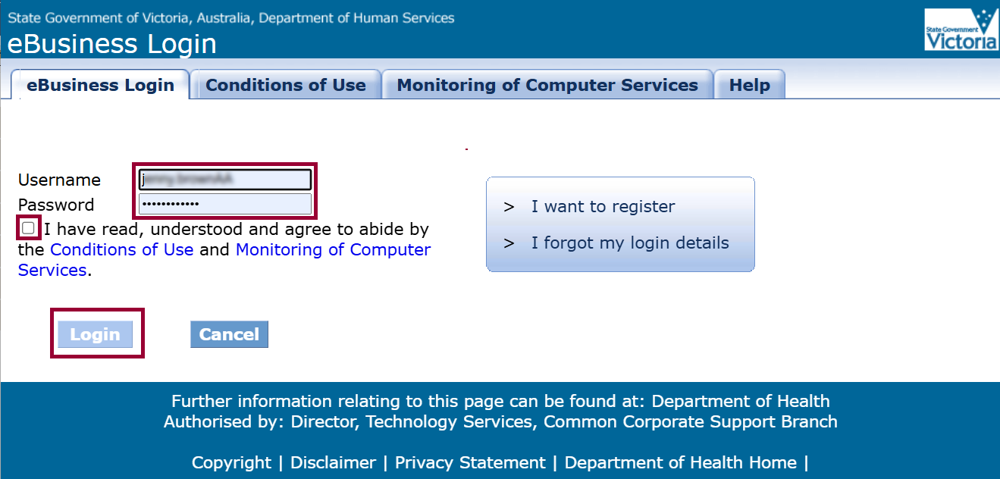 State Government of Victoria, Australia, Department of Human Services
eBusiness Login
State Government
Victoria
eBusiness Login
Conditions of Use
Monitoring of Computer Services
Help
Username
Password
••••••••••••
I have read, understood and agree to abide by
the Conditions of Use and Monitoring of Computer
Services.
> I want to register
> I forgot my login details
Login
Cancel
Further information relating to this page can be found at: Department of Health
Authorised by: Director, Technology Services, Common Corporate Support Branch
Copyright | Disclaimer | Privacy Statement | Department of Health Home |